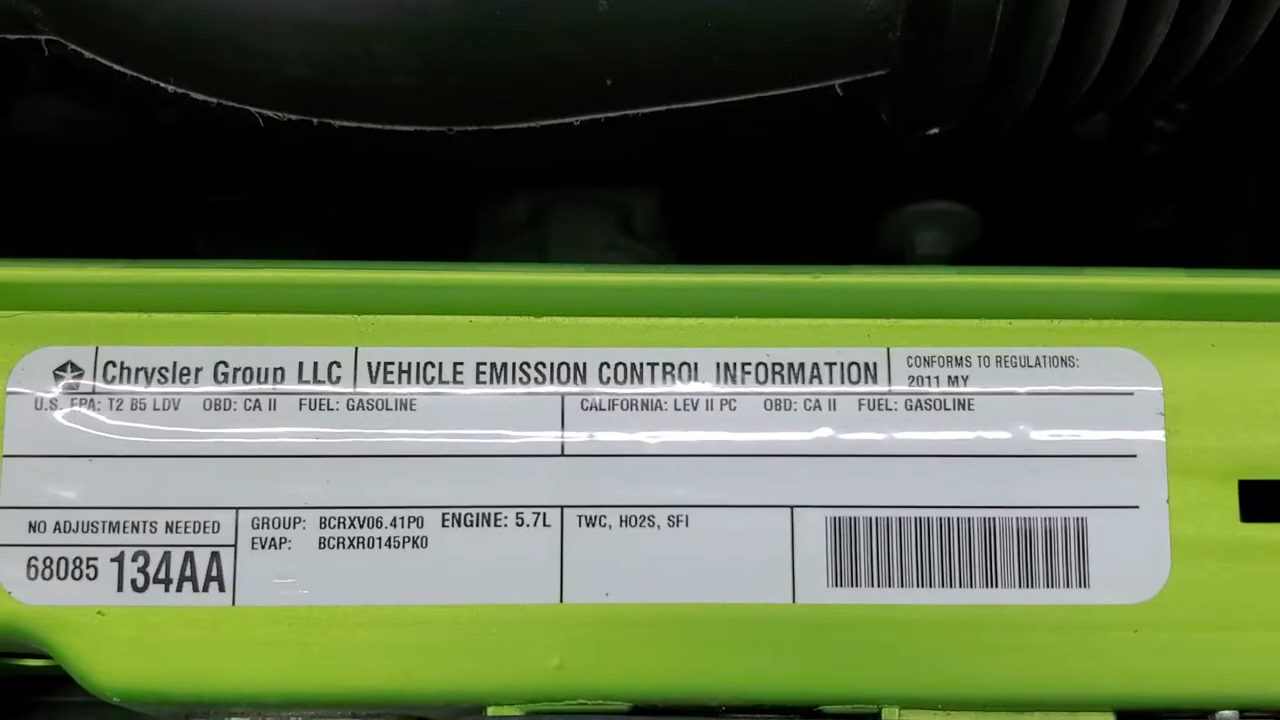 Chrysler Group LLC VEHICLE EMISSION CONTROL INFORMATION CONFORMS TO REGULATIONS:
2011 MY
U.S. EPA: T2 B5 LDV OBD: CA II FUEL: GASOLINE CALIFORNIA: LEV II PC OBD: CA II FUEL: GASOLINE
NO ADJUSTMENTS NEEDED
68085 134AA
GROUP: BCRXV06.41P0 ENGINE: 5.7L
EVAP: BCRXR0145PK0
TWC, HO2S, SFI